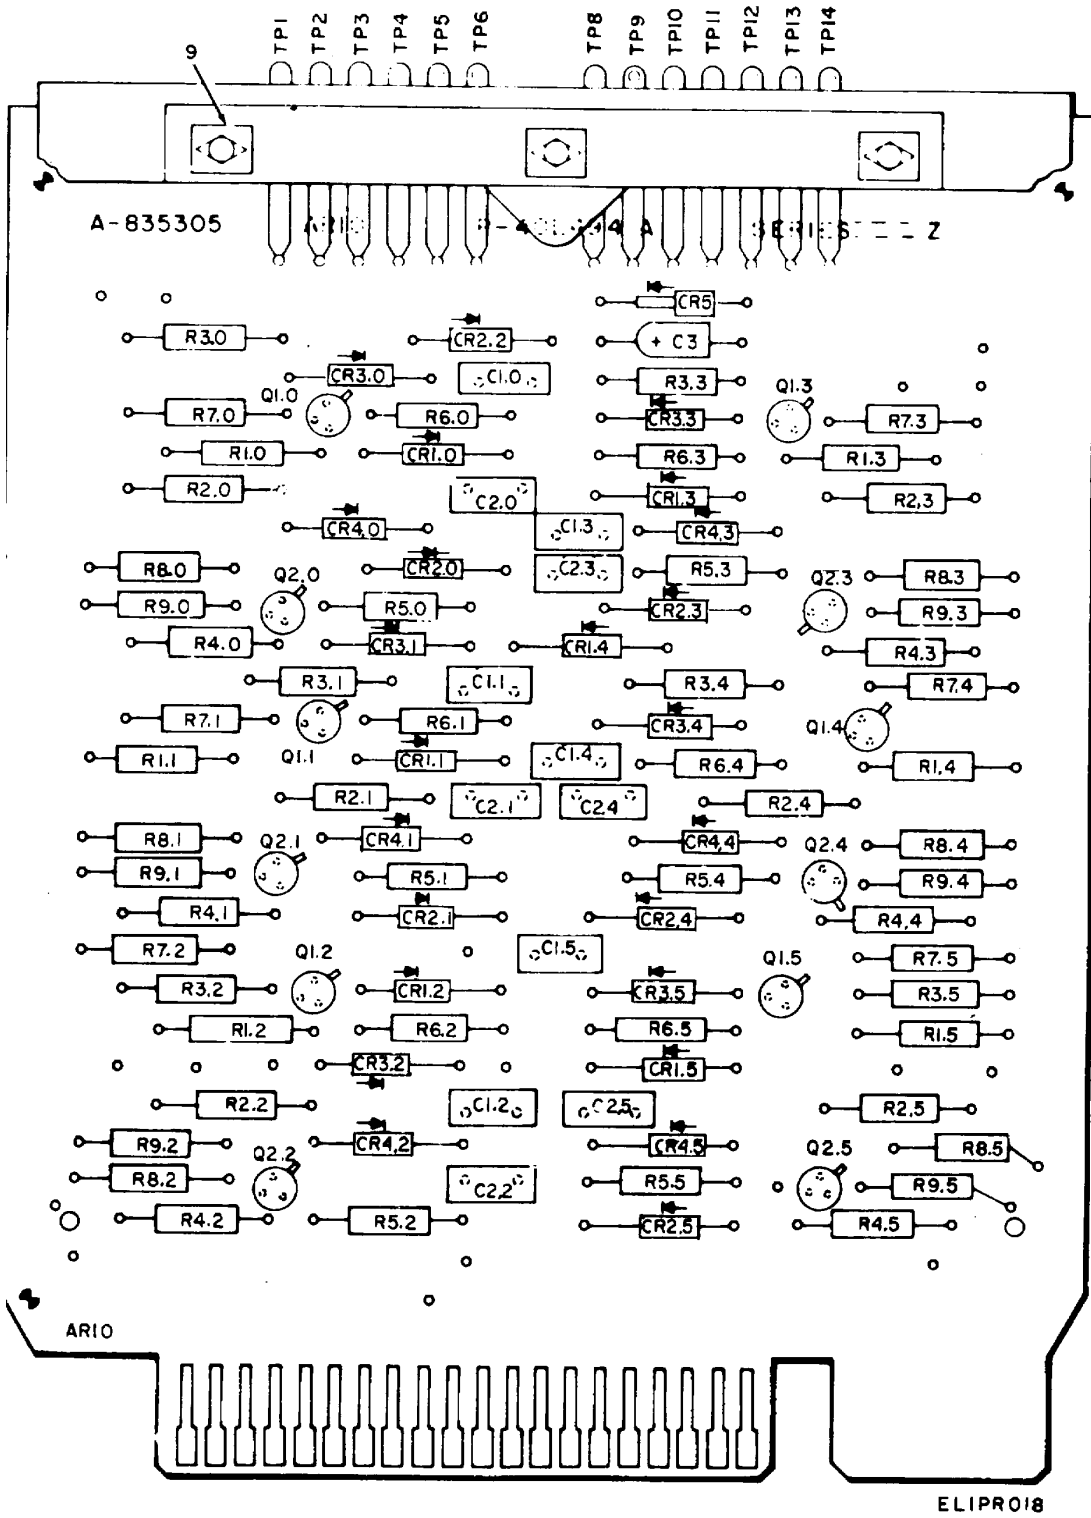 TP1 TP2 TP3 TP4 TP5 TP6 TP8 TP9 TP10 TP11 TP12 TP13 TP14
9
A-835305 SERIES Z
CR5
R3.0 CR2.2 + C3
CR3.0 C1.0 R3.3
Q1.0 Q1.3
R7.0 R6.0 CR3.3 R7.3
R1.0 CR1.0 R6.3 R1.3
R2.0 C2.0 CR1.3 R2.3
CR4.0 C1.3 CR4.3
R8.0 Q2.0 CR2.0 C2.3 R5.3 Q2.3 R8.3
R9.0 R5.0 CR2.3 R9.3
R4.0 CR3.1 CR1.4 R4.3
R3.1 C1.1 R3.4 R7.4
R7.1 R6.1 CR3.4 Q1.4
R1.1 Q1.1 CR1.1 C1.4 R6.4 R1.4
R2.1 C2.1 C2.4 R2.4
R8.1 Q2.1 CR4.1 CR4.4 Q2.4 R8.4
R9.1 R5.1 R5.4 R9.4
R4.1 CR2.1 CR2.4 R4.4
R7.2 Q1.2 C1.5 Q1.5 R7.5
R3.2 CR1.2 CR3.5 R3.5
R1.2 R6.2 R6.5 R1.5
CR3.2 CR1.5
R2.2 C1.2 C2.5 R2.5
R9.2 Q2.2 CR4.2 CR4.5 Q2.5 R8.5
R8.2 C2.2 R5.5 R9.5
R4.2 R5.2 CR2.5 R4.5
AR10
ELIPR018